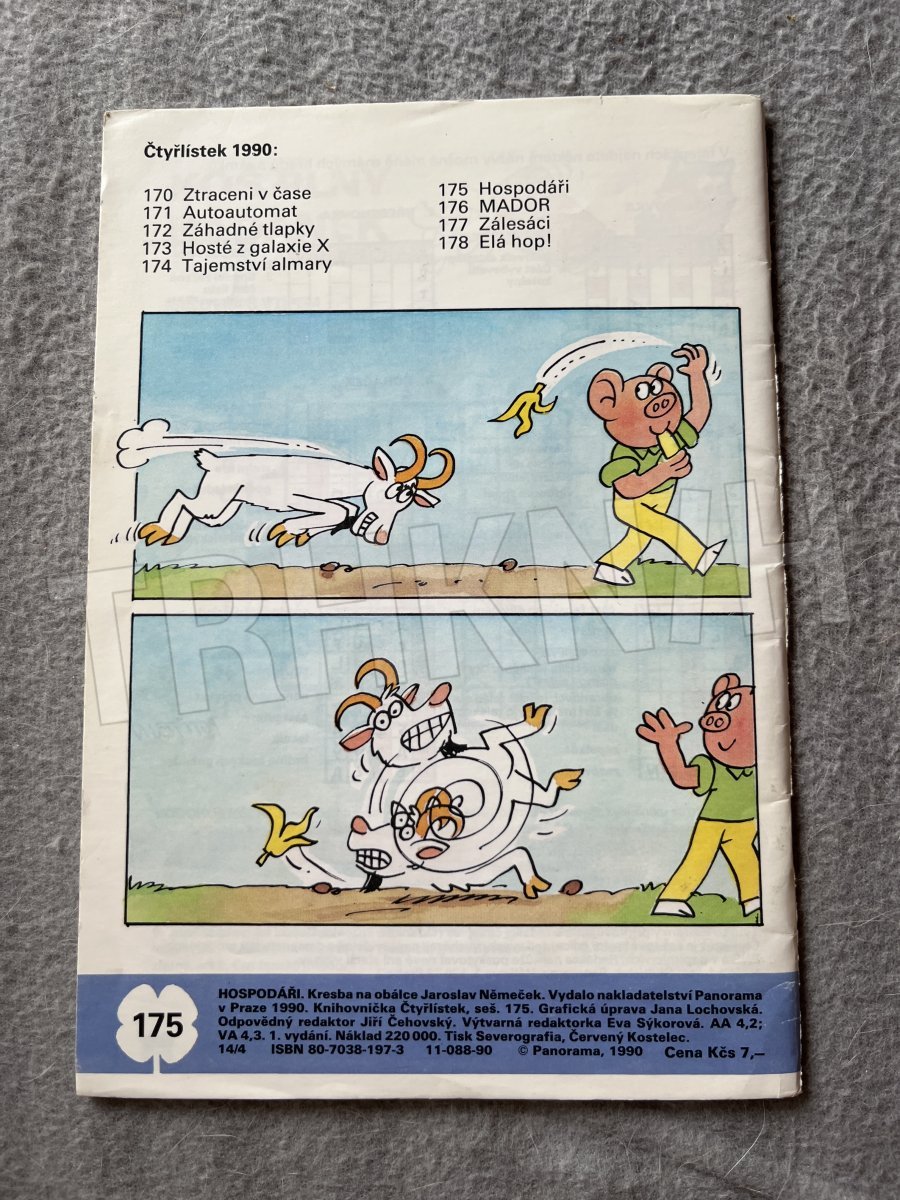 Čtyřlístek 1990:
170 Ztraceni v čase
171 Autoautomat
172 Záhadné tlapky
173 Hosté z galaxie X
174 Tajemství almary
175 Hospodáři
176 MADOR
177 Zálesáci
178 Elá hop!
TRHKNIH
175
HOSPODÁŘI. Kresba na obálce Jaroslav Němeček. Vydalo nakladatelství Panorama
v Praze 1990. Knihovnička Čtyřlístek, seš. 175. Grafická úprava Jana Lochovská.
Odpovědný redaktor Jiří Čehovský. Výtvarná redaktorka Eva Sýkorová. AA 4,2;
VA 4,3. 1. vydání. Náklad 220 000. Tisk Severografia, Červený Kostelec.
14/4 ISBN 80-7038-197-3 11-088-90 © Panorama, 1990 Cena Kčs 7,–